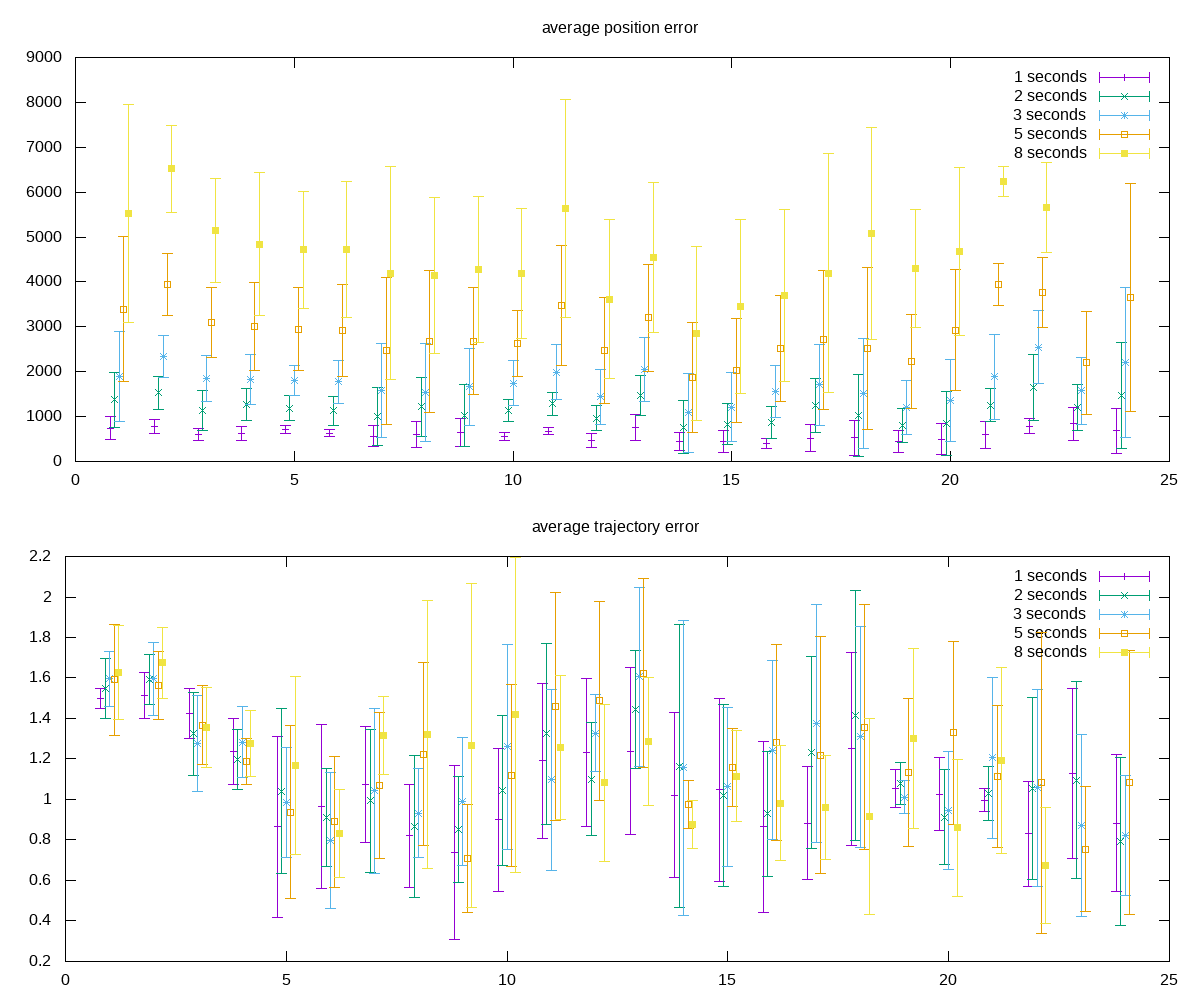 average position error
9000
8000
7000
6000
5000
4000
3000
2000
1000
0
1 seconds
2 seconds
3 seconds
5 seconds
8 seconds
0 5 10 15 20 25
average trajectory error
2.2
2
1.8
1.6
1.4
1.2
1
0.8
0.6
0.4
0.2
1 seconds
2 seconds
3 seconds
5 seconds
8 seconds
0 5 10 15 20 25